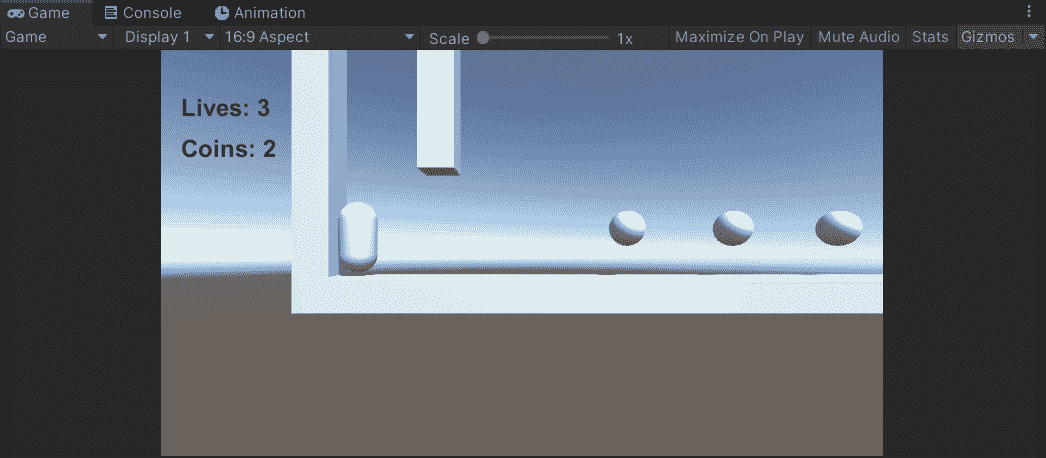 Game Console Animation
Game Display 1 16:9 Aspect Scale 1x Maximize On Play Mute Audio Stats Gizmos
Lives: 3
Coins: 2